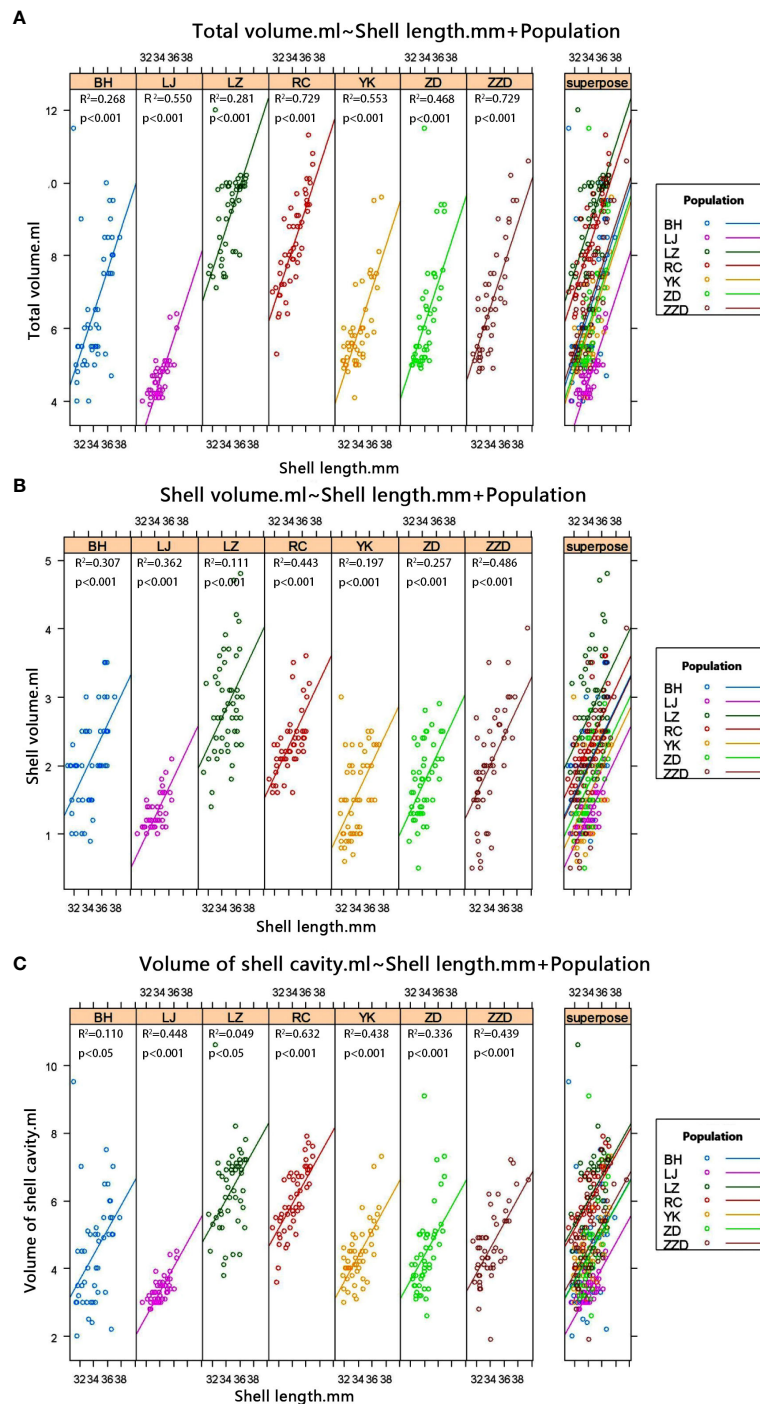 A
Total volume.ml~Shell length.mm+Population
32 34 36 38 32 34 36 38 32 34 36 38 32 34 36 38
BH LJ LZ RC YK ZD ZZD superpose
R²=0.268 R²=0.550 R²=0.281 R²=0.729 R²=0.553 R²=0.468 R²=0.729
p<0.001 p<0.001 p<0.001 p<0.001 p<0.001 p<0.001 p<0.001
Total volume.ml
12
.0
8
6
4
Population
BH
LJ
LZ
RC
YK
ZD
ZZD
32 34 36 38 32 34 36 38 32 34 36 38 32 34 36 38
Shell length.mm
B
Shell volume.ml~Shell length.mm+Population
32 34 36 38 32 34 36 38 32 34 36 38 32 34 36 38
BH LJ LZ RC YK ZD ZZD superpose
R²=0.307 R²=0.362 R²=0.111 R²=0.443 R²=0.197 R²=0.257 R²=0.486
p<0.001 p<0.001 p<0.001 p<0.001 p<0.001 p<0.001 p<0.001
Shell volume.ml
5
4
3
2
1
Population
BH
LJ
LZ
RC
YK
ZD
ZZD
32 34 36 38 32 34 36 38 32 34 36 38 32 34 36 38
Shell length.mm
C
Volume of shell cavity.ml~Shell length.mm+Population
32 34 36 38 32 34 36 38 32 34 36 38 32 34 36 38
BH LJ LZ RC YK ZD ZZD superpose
R²=0.110 R²=0.448 R²=0.049 R²=0.632 R²=0.438 R²=0.336 R²=0.439
p<0.05 p<0.001 p<0.05 p<0.001 p<0.001 p<0.001 p<0.001
Volume of shell cavity.ml
10
8
6
4
2
Population
BH
LJ
LZ
RC
YK
ZD
ZZD
32 34 36 38 32 34 36 38 32 34 36 38 32 34 36 38
Shell length.mm